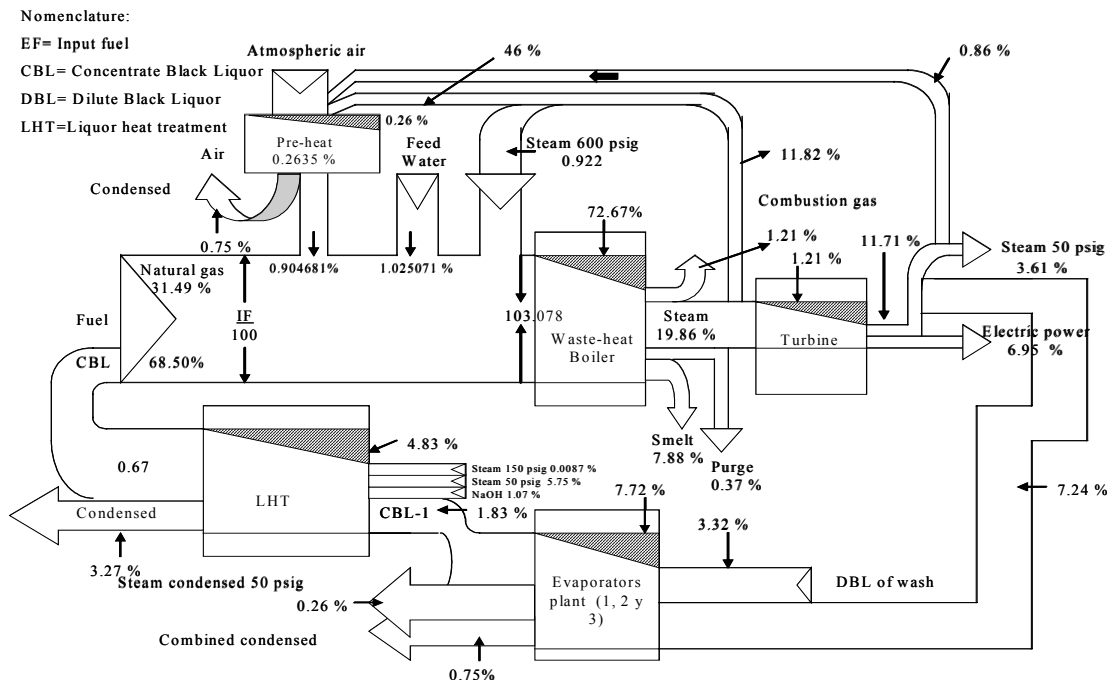 Nomenclature:
EF= Input fuel
CBL= Concentrate Black Liquor
DBL= Dilute Black Liquor
LHT=Liquor heat treatment
Atmospheric air
46 %
0.86 %
0.26 %
Pre-heat
0.2635 %
Air
Feed
Water
Steam 600 psig
0.922
11.82 %
Condensed
Combustion gas
72.67%
1.21 %
1.21 %
11.71 %
Steam 50 psig
3.61 %
0.75 %
0.904681%
1.025071 %
Natural gas
31.49 %
Fuel
IF
100
103.078
Waste-heat
Boiler
Steam
19.86 %
Turbine
Electric power
6.95 %
CBL
68.50%
Smelt
7.88 %
Purge
0.37 %
4.83 %
0.67
Steam 150 psig 0.0087 %
Steam 50 psig 5.75 %
NaOH 1.07 %
LHT
Condensed
CBL-1
1.83 %
7.72 %
3.32 %
7.24 %
3.27 %
Steam condensed 50 psig
0.26 %
Evaporators
plant (1, 2 y
3)
DBL of wash
Combined condensed
0.75%